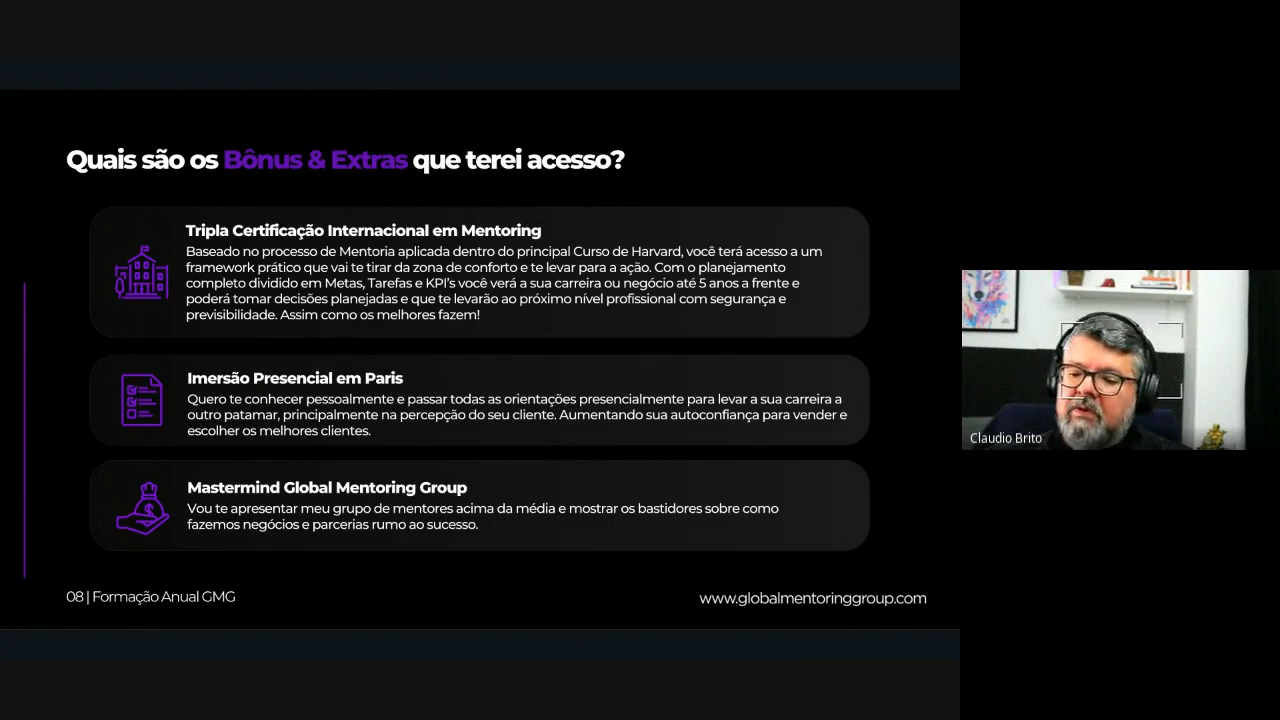 Quais são os Bônus & Extras que terei acesso?
Tripla Certificação Internacional em Mentoring
Baseado no processo de Mentoria aplicada dentro do principal Curso de Harvard, você terá acesso a um
framework prático que vai te tirar da zona de conforto e te levar para a ação. Com o planejamento
completo dividido em Metas, Tarefas e KPI's você verá a sua carreira ou negócio até 5 anos a frente e
poderá tomar decisões planejadas e que te levarão ao próximo nível profissional com segurança e
previsibilidade. Assim como os melhores fazem!
Imersão Presencial em Paris
Quero te conhecer pessoalmente e passar todas as orientações presencialmente para levar a sua carreira a
outro patamar, principalmente na percepção do seu cliente. Aumentando sua autoconfiança para vender e
escolher os melhores clientes.
Mastermind Global Mentoring Group
Vou te apresentar meu grupo de mentores acima da média e mostrar os bastidores sobre como
fazemos negócios e parcerias rumo ao sucesso.
08 | Formação Anual GMG
www.globalmentoringgroup.com
Claudio Brito